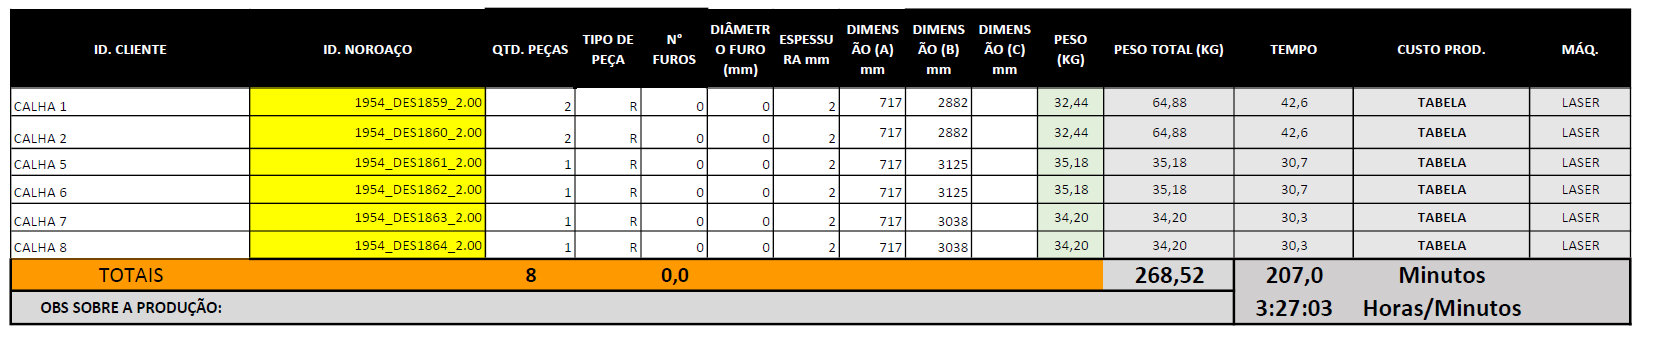 ID. CLIENTE ID. NOROAÇO QTD. PEÇAS TIPO DE PEÇA N° FUROS DIÂMETRO FURO (mm) ESPESSURA mm DIMENSÃO (A) mm DIMENSÃO (B) mm DIMENSÃO (C) mm PESO (KG) PESO TOTAL (KG) TEMPO CUSTO PROD. MÁQ.
CALHA 1 1954_DES1859_2.00 2 R 0 0 2 717 2882 32,44 64,88 42,6 TABELA LASER
CALHA 2 1954_DES1860_2.00 2 R 0 0 2 717 2882 32,44 64,88 42,6 TABELA LASER
CALHA 5 1954_DES1861_2.00 1 R 0 0 2 717 3125 35,18 35,18 30,7 TABELA LASER
CALHA 6 1954_DES1862_2.00 1 R 0 0 2 717 3125 35,18 35,18 30,7 TABELA LASER
CALHA 7 1954_DES1863_2.00 1 R 0 0 2 717 3038 34,20 34,20 30,3 TABELA LASER
CALHA 8 1954_DES1864_2.00 1 R 0 0 2 717 3038 34,20 34,20 30,3 TABELA LASER
TOTAIS 8 0,0 268,52 207,0 Minutos
OBS SOBRE A PRODUÇÃO: 3:27:03 Horas/Minutos